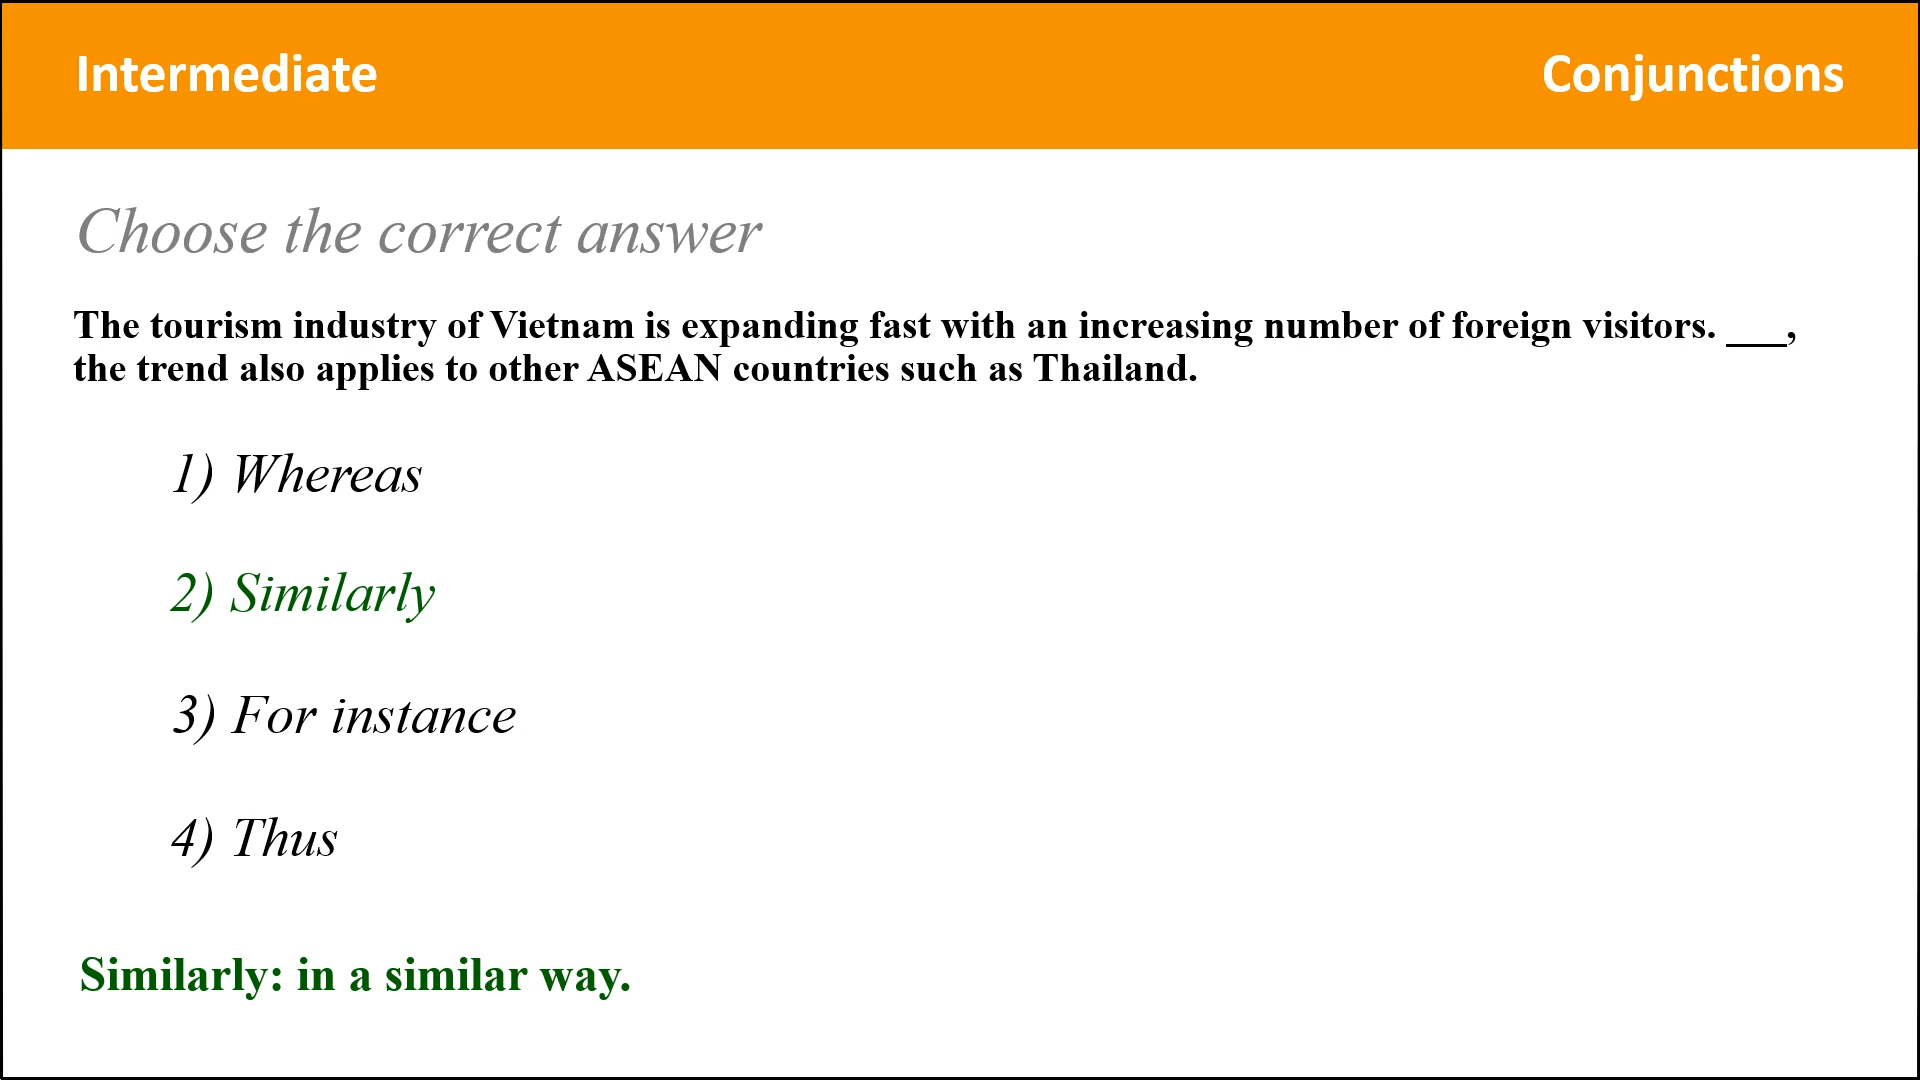 Intermediate
Conjunctions
Choose the correct answer
The tourism industry of Vietnam is expanding fast with an increasing number of foreign visitors. ___,
the trend also applies to other ASEAN countries such as Thailand.
1) Whereas
2) Similarly
3) For instance
4) Thus
Similarly: in a similar way.